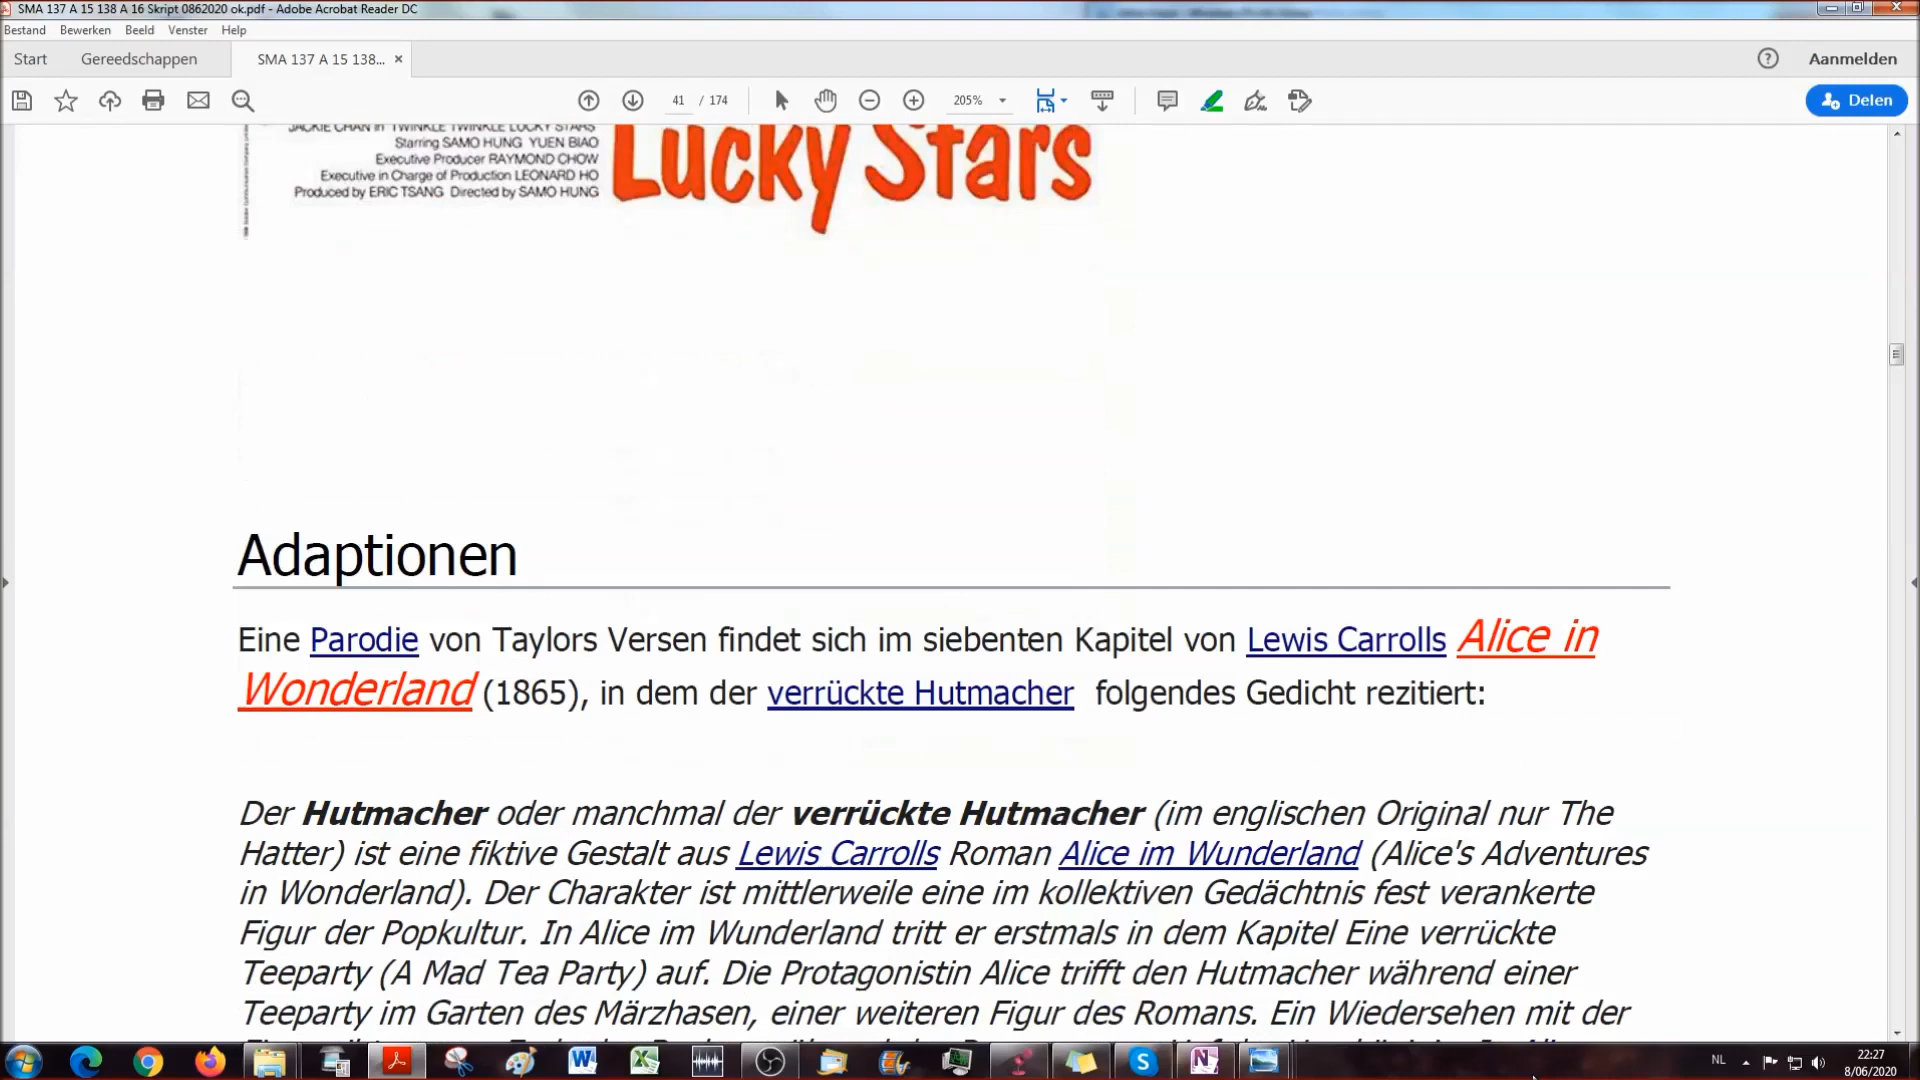 SMA 137 A 15 138 A 16 Skript 0862020 ok.pdf - Adobe Acrobat Reader DC
Bestand Bewerken Beeld Venster Help
Start Gereedschappen SMA 137 A 15 138... × Aanmelden
41 / 174 205% Delen
JACKIE CHAN in TWINKLE TWINKLE LUCKY STARS
Starring SAMO HUNG YUEN BIAO
Executive Producer RAYMOND CHOW
Executive in Charge of Production LEONARD HO
Produced by ERIC TSANG Directed by SAMO HUNG
Lucky Stars
Adaptionen
Eine Parodie von Taylors Versen findet sich im siebenten Kapitel von Lewis Carrolls Alice in
Wonderland (1865), in dem der verrückte Hutmacher folgendes Gedicht rezitiert:
Der Hutmacher oder manchmal der verrückte Hutmacher (im englischen Original nur The
Hatter) ist eine fiktive Gestalt aus Lewis Carrolls Roman Alice im Wunderland (Alice's Adventures
in Wonderland). Der Charakter ist mittlerweile eine im kollektiven Gedächtnis fest verankerte
Figur der Popkultur. In Alice im Wunderland tritt er erstmals in dem Kapitel Eine verrückte
Teeparty (A Mad Tea Party) auf. Die Protagonistin Alice trifft den Hutmacher während einer
Teeparty im Garten des Märzhasen, einer weiteren Figur des Romans. Ein Wiedersehen mit der
NL 22:27
8/06/2020